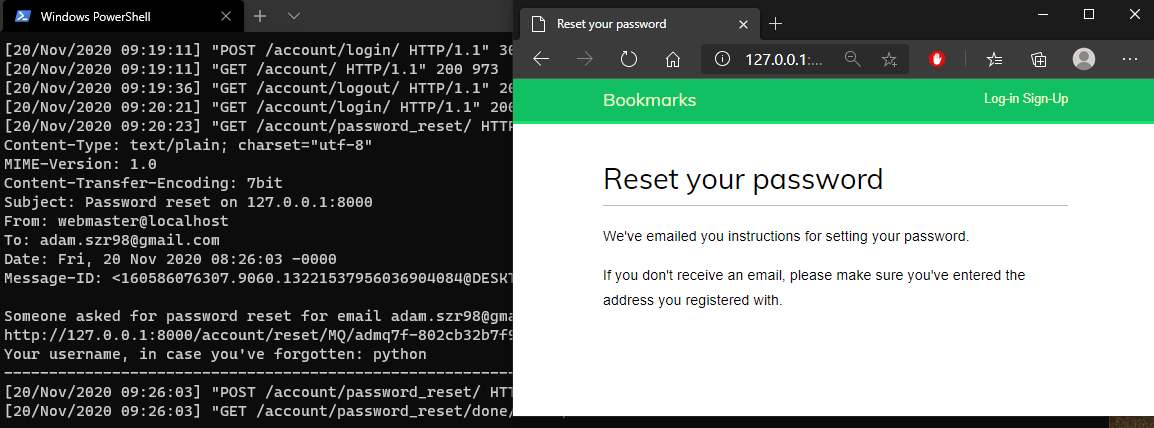 Windows PowerShell
[20/Nov/2020 09:19:11] "POST /account/login/ HTTP/1.1" 30
[20/Nov/2020 09:19:11] "GET /account/ HTTP/1.1" 200 973
[20/Nov/2020 09:19:36] "GET /account/logout/ HTTP/1.1" 20
[20/Nov/2020 09:20:21] "GET /account/login/ HTTP/1.1" 200
[20/Nov/2020 09:20:23] "GET /account/password_reset/ HTTP
Content-Type: text/plain; charset="utf-8"
MIME-Version: 1.0
Content-Transfer-Encoding: 7bit
Subject: Password reset on 127.0.0.1:8000
From: webmaster@localhost
To: adam.szr98@gmail.com
Date: Fri, 20 Nov 2020 08:26:03 -0000
Message-ID: <160586076307.9060.13221537956036904084@DESKT
Someone asked for password reset for email adam.szr98@gma
http://127.0.0.1:8000/account/reset/MQ/admq7f-802cb32b7f9
Your username, in case you've forgotten: python
[20/Nov/2020 09:26:03] "POST /account/password_reset/ HTT
[20/Nov/2020 09:26:03] "GET /account/password_reset/done/
Reset your password
127.0.0.1:...
Bookmarks
Log-in Sign-Up
Reset your password
We've emailed you instructions for setting your password.
If you don't receive an email, please make sure you've entered the
address you registered with.